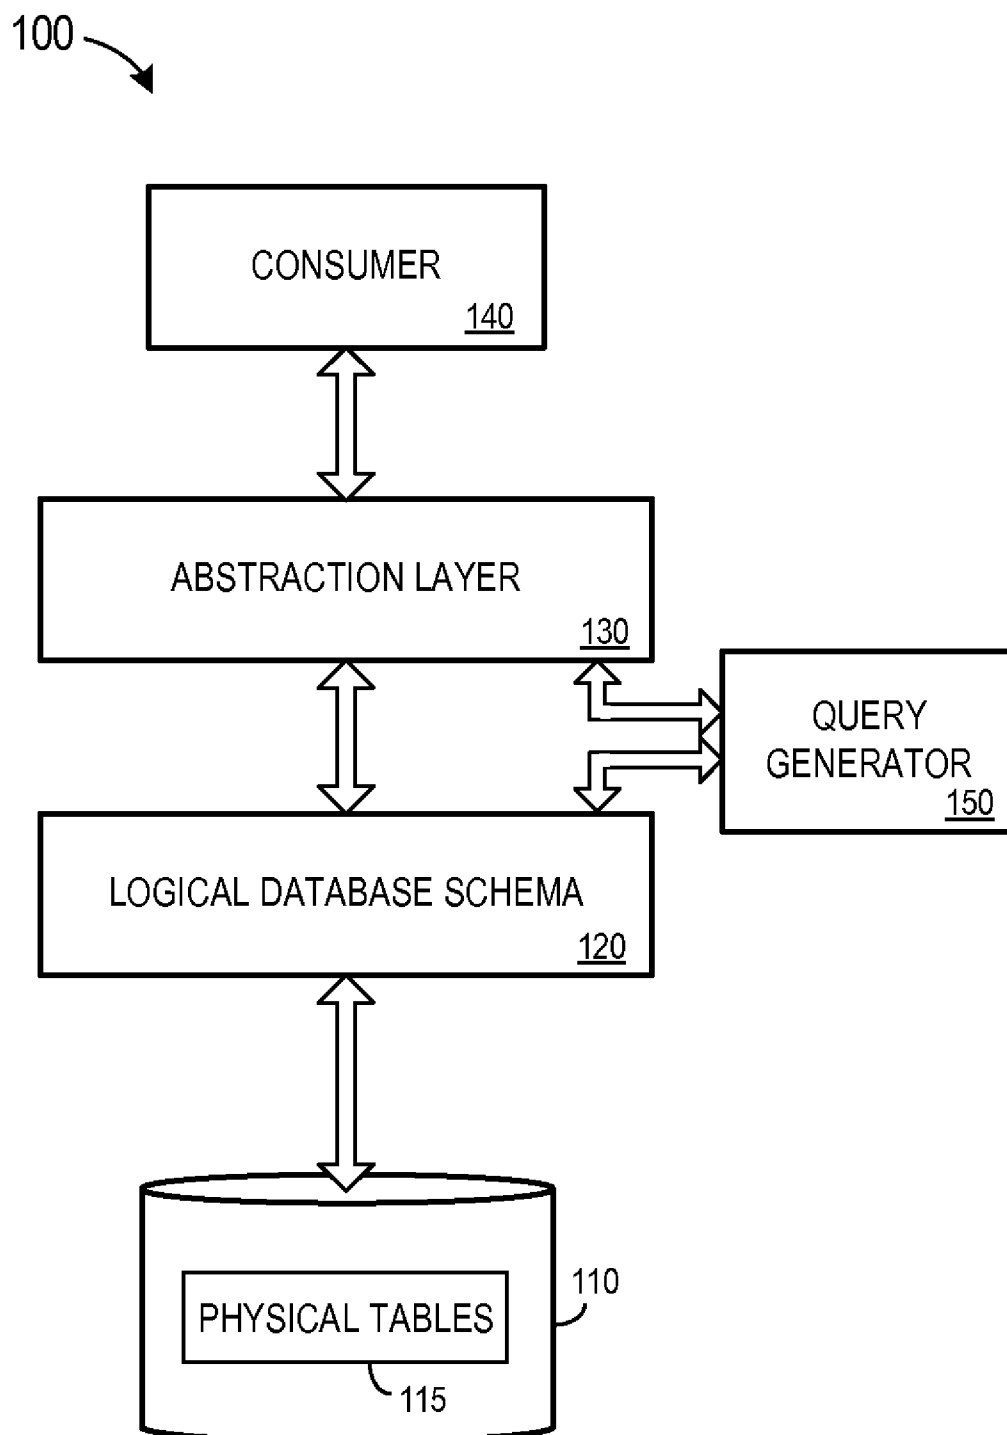 100
CONSUMER
140
ABSTRACTION LAYER
130
QUERY
GENERATOR
150
LOGICAL DATABASE SCHEMA
120
PHYSICAL TABLES
110
115